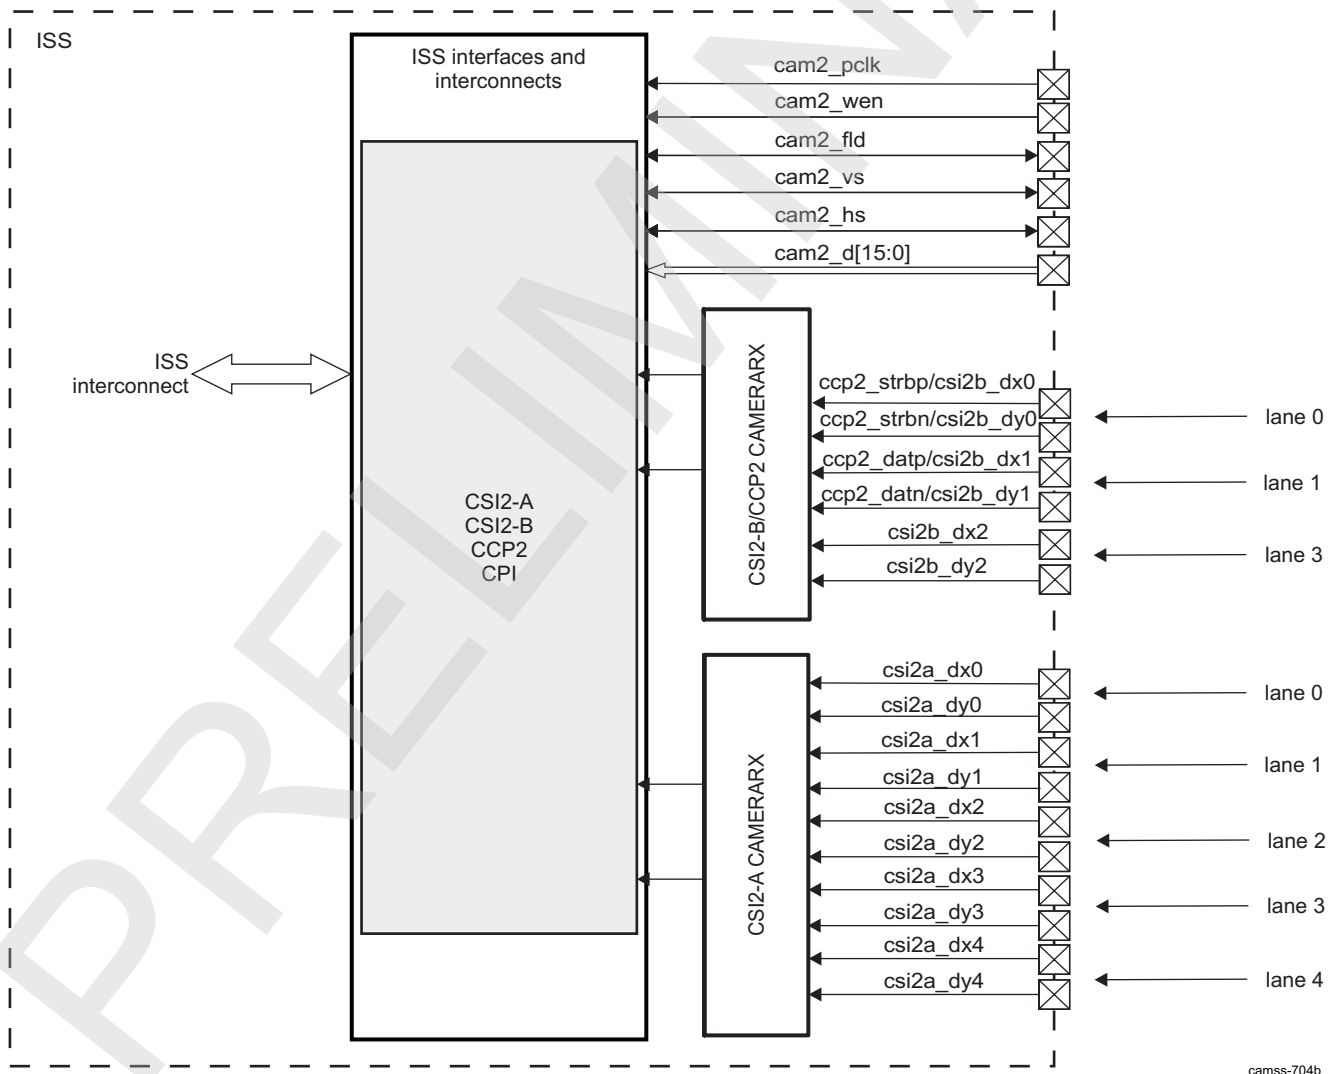 ISS
ISS interfaces and
interconnects
cam2_pclk
cam2_wen
cam2_fld
cam2_vs
cam2_hs
cam2_d[15:0]
ISS
interconnect
CSI2-A
CSI2-B
CCP2
CPI
CSI2-B/CCP2 CAMERARX
ccp2_strbp/csi2b_dx0
ccp2_strbn/csi2b_dy0
ccp2_datp/csi2b_dx1
ccp2_datn/csi2b_dy1
csi2b_dx2
csi2b_dy2
lane 0
lane 1
lane 3
CSI2-A CAMERARX
csi2a_dx0
csi2a_dy0
csi2a_dx1
csi2a_dy1
csi2a_dx2
csi2a_dy2
csi2a_dx3
csi2a_dy3
csi2a_dx4
csi2a_dy4
lane 0
lane 1
lane 2
lane 3
lane 4
camss-704b
PRELIMINA